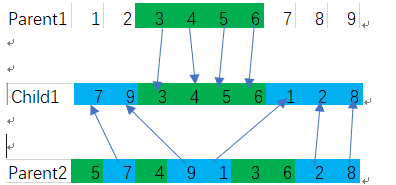 Parent1 1 2 3 4 5 6 7 8 9
Child1 7 9 3 4 5 6 1 2 8
Parent2 5 7 4 9 1 3 6 2 8